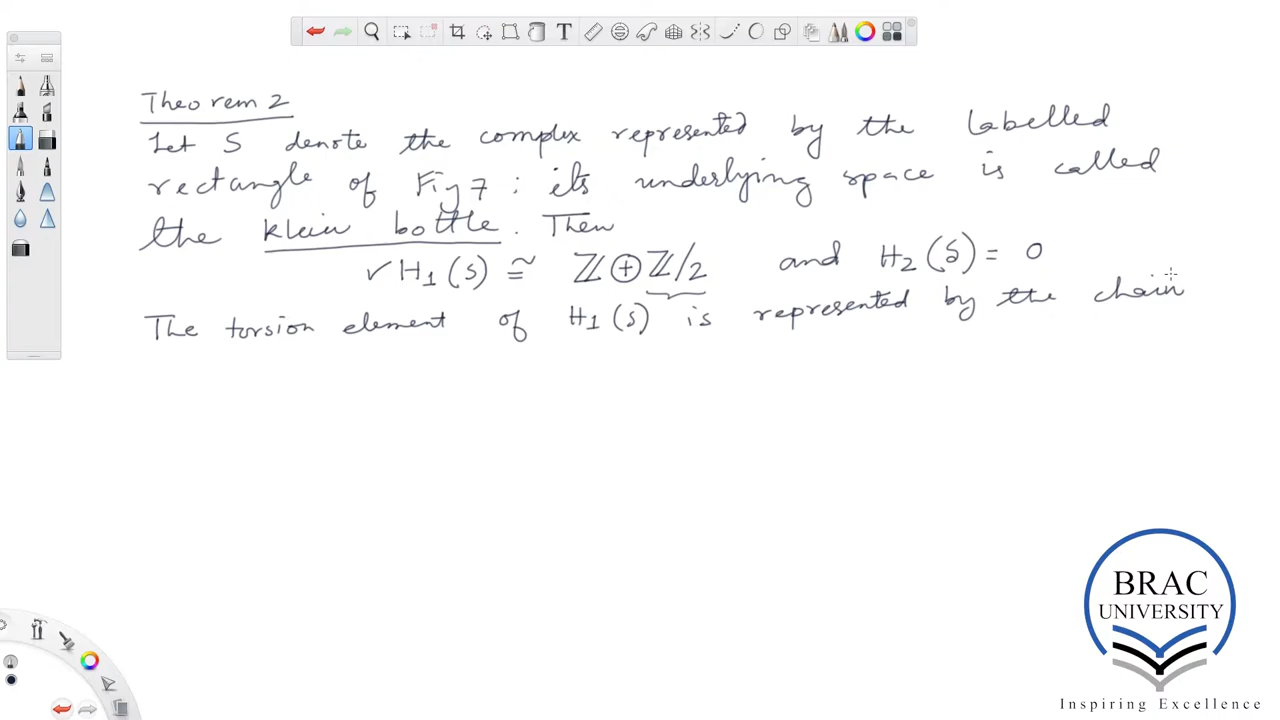 Theorem 2
Let S denote the complex represented by the labelled
rectangle of Fig 7 : its underlying space is called
the klein bottle. Then
✓ H₁(S) ≅ ℤ ⊕ ℤ/2 and H₂(S) = 0
The torsion element of H₁(S) is represented by the chain
BRAC
UNIVERSITY
Inspiring Excellence